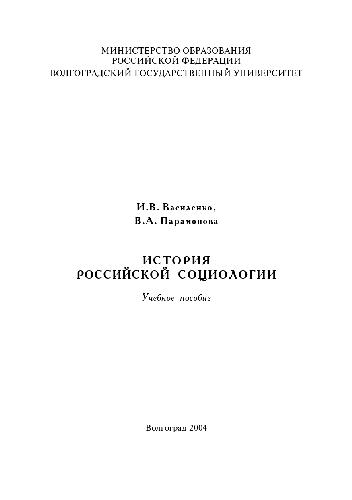 МИНИСТЕРСТВО ОБРАЗОВАНИЯ
РОССИЙСКОЙ ФЕДЕРАЦИИ
ВОЛГОГРАДСКИЙ ГОСУДАРСТВЕННЫЙ УНИВЕРСИТЕТ
И.В. Василенко,
В.А. Парамонова
ИСТОРИЯ
РОССИЙСКОЙ СОЦИОЛОГИИ
Учебное пособие
Волгоград 2004